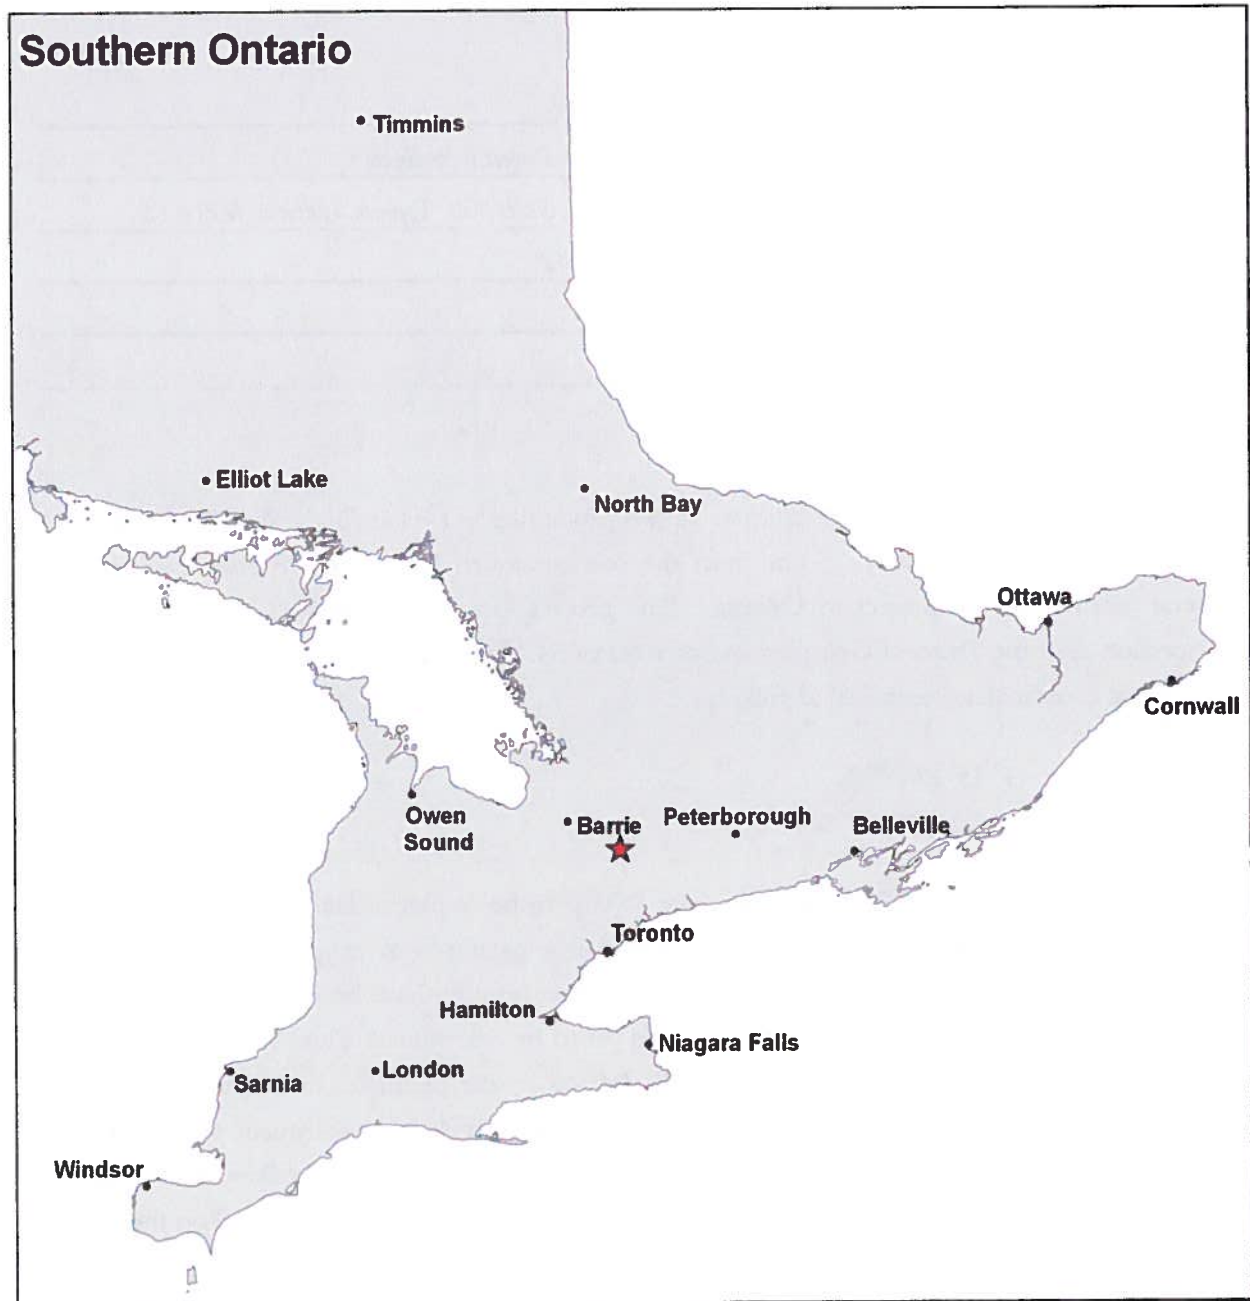 Southern Ontario
Timmins
Elliot Lake
North Bay
Ottawa
Cornwall
Owen
Sound
Barrie
Peterborough
Belleville
Toronto
Hamilton
Niagara Falls
Sarnia
London
Windsor